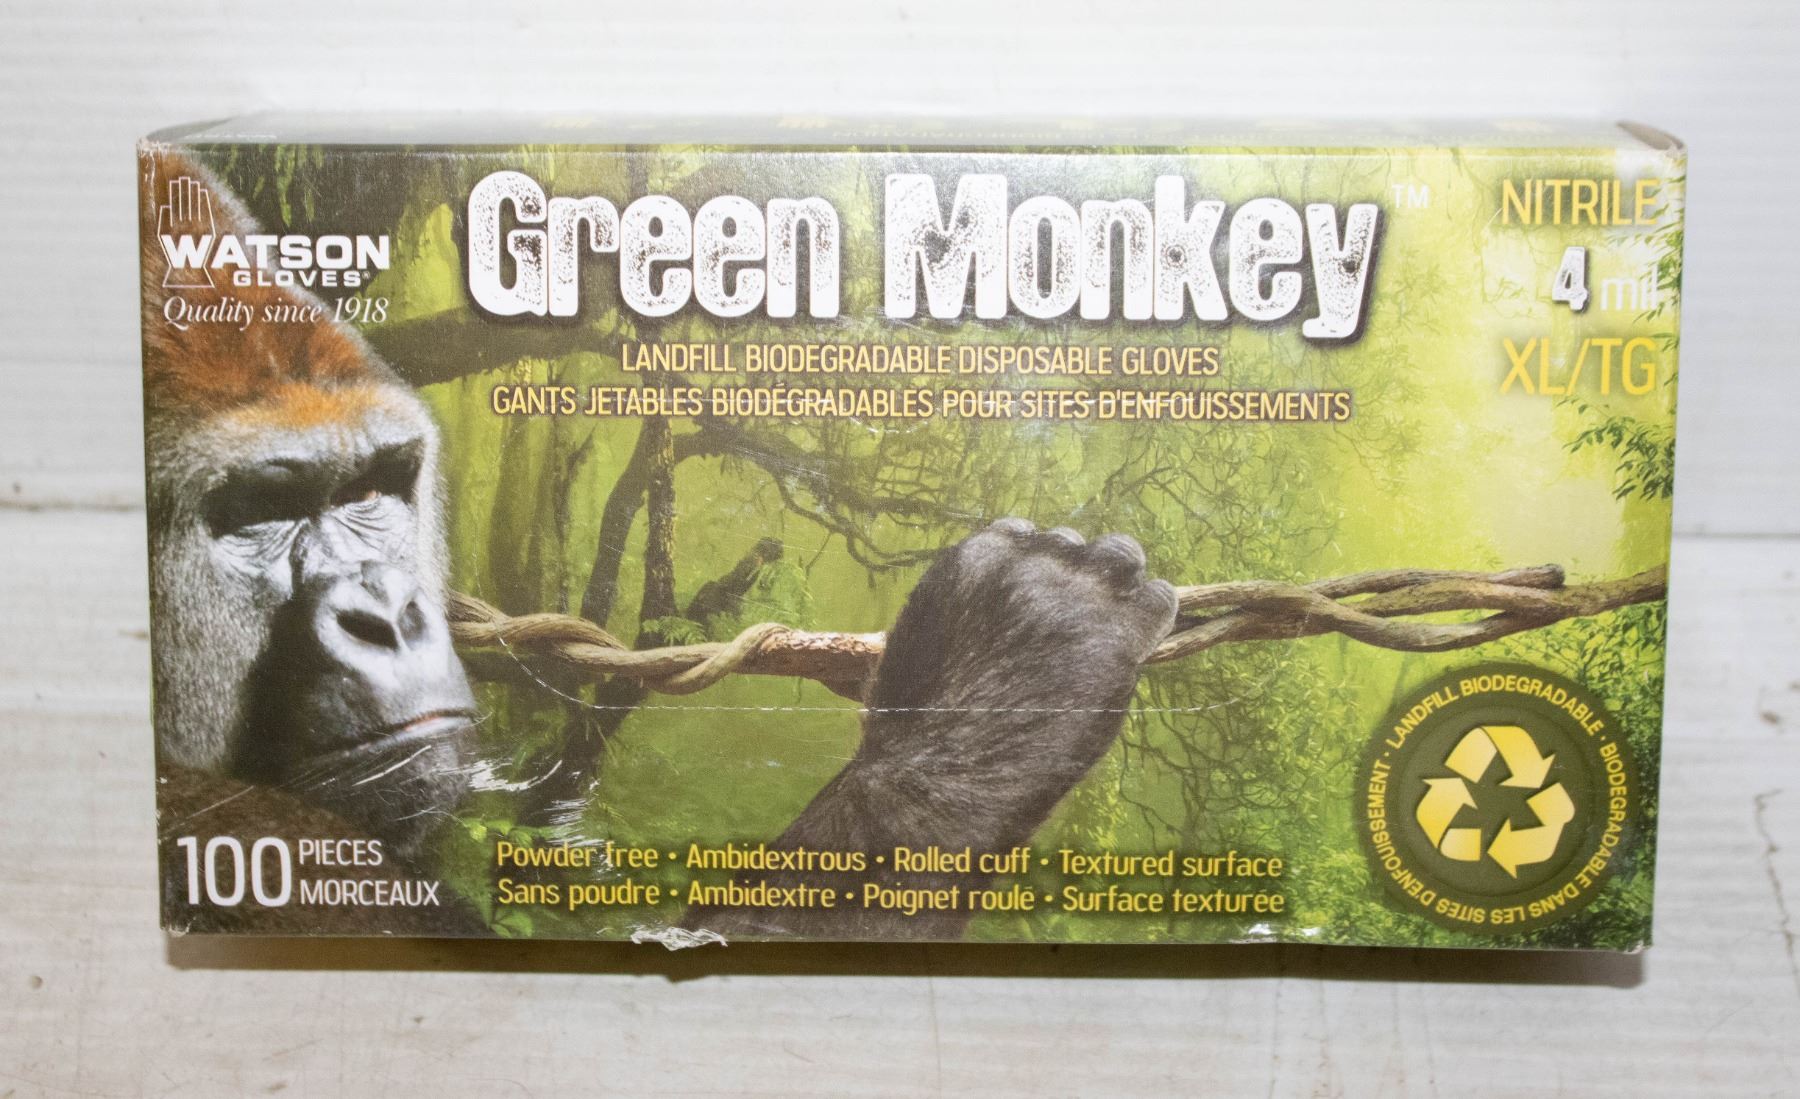 WATSON
GLOVES®
Quality since 1918
Green Monkey™
NITRILE
4 mil
XL/TG
LANDFILL BIODEGRADABLE DISPOSABLE GLOVES
GANTS JETABLES BIODÉGRADABLES POUR SITES D'ENFOUISSEMENTS
LANDFILL BIODEGRADABLE • BIODEGRADABLE DANS LES SITES D'ENFOUISSEMENT •
100 PIECES
MORCEAUX
Powder free • Ambidextrous • Rolled cuff • Textured surface
Sans poudre • Ambidextre • Poignet roulé • Surface texturée